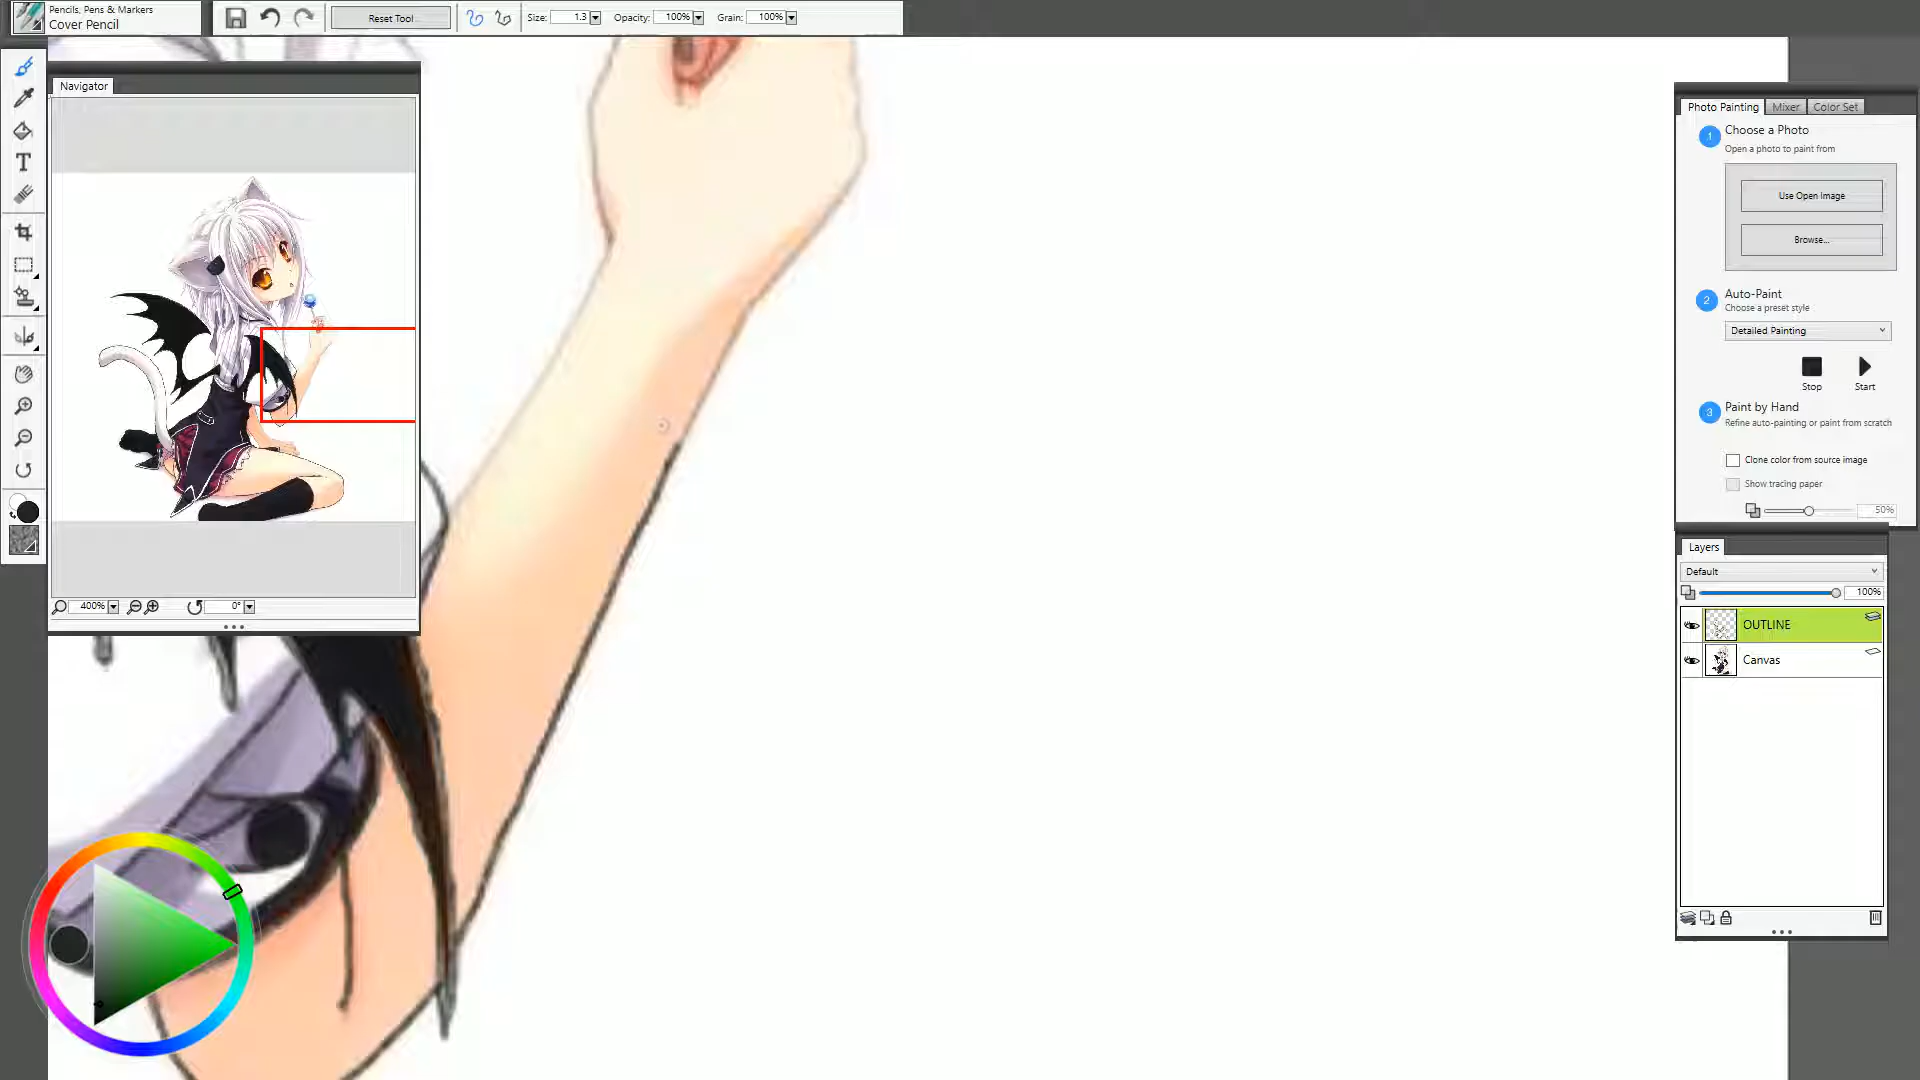 Pencils, Pens & Markers
Cover Pencil
Reset Tool
Size: 1.3
Opacity: 100%
Grain: 100%
Navigator
400%
0°
Photo Painting
Mixer
Color Set
1
Choose a Photo
Open a photo to paint from
Use Open Image
Browse...
2
Auto-Paint
Choose a preset style
Detailed Painting
Stop
Start
3
Paint by Hand
Refine auto-painting or paint from scratch
Clone color from source image
Show tracing paper
50%
Layers
Default
100%
OUTLINE
Canvas